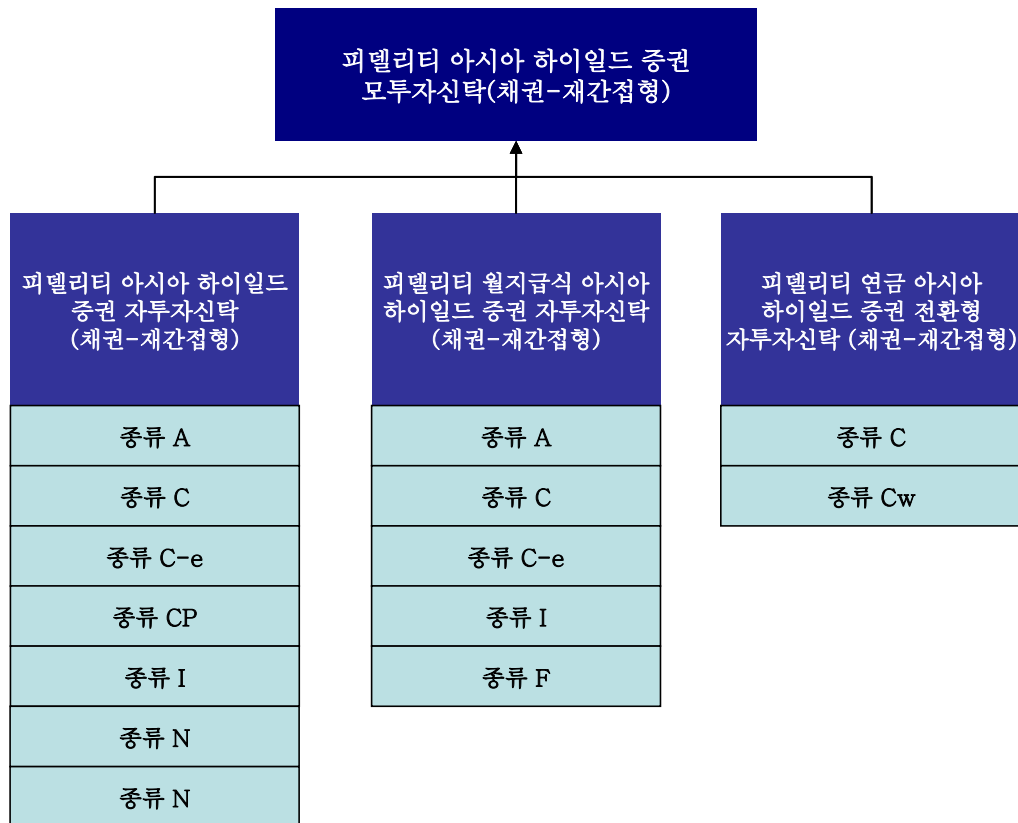 피델리티 아시아 하이일드 증권
모투자신탁(채권-재간접형)
피델리티 아시아 하이일드
증권 자투자신탁
(채권-재간접형)
종류 A
종류 C
종류 C-e
종류 CP
종류 I
종류 N
종류 N
피델리티 월지급식 아시아
하이일드 증권 자투자신탁
(채권-재간접형)
종류 A
종류 C
종류 C-e
종류 I
종류 F
피델리티 연금 아시아
하이일드 증권 전환형
자투자신탁 (채권-재간접형)
종류 C
종류 Cw